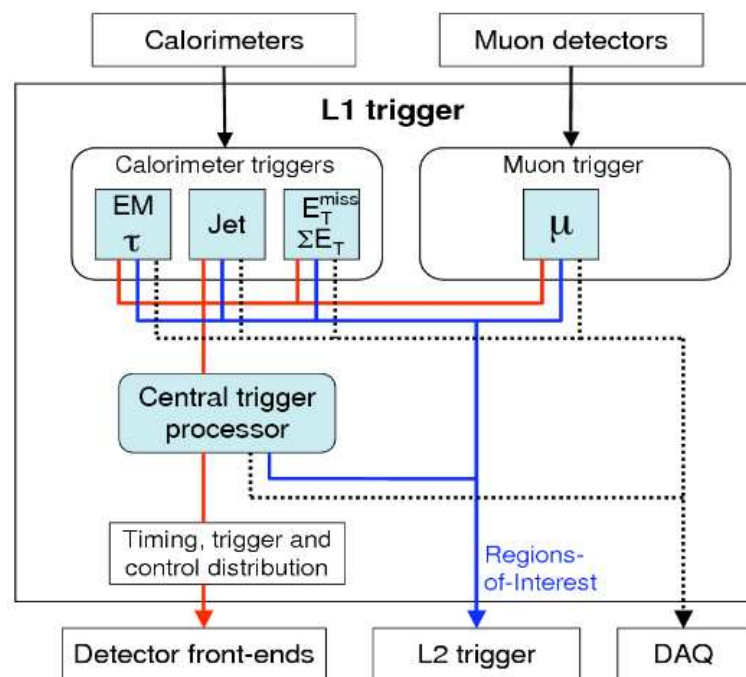 Calorimeters
Muon detectors
L1 trigger
Calorimeter triggers
Muon trigger
EM
τ
Jet
E_T^miss
ΣE_T
μ
Central trigger
processor
Timing, trigger and
control distribution
Regions-
of-Interest
Detector front-ends
L2 trigger
DAQ